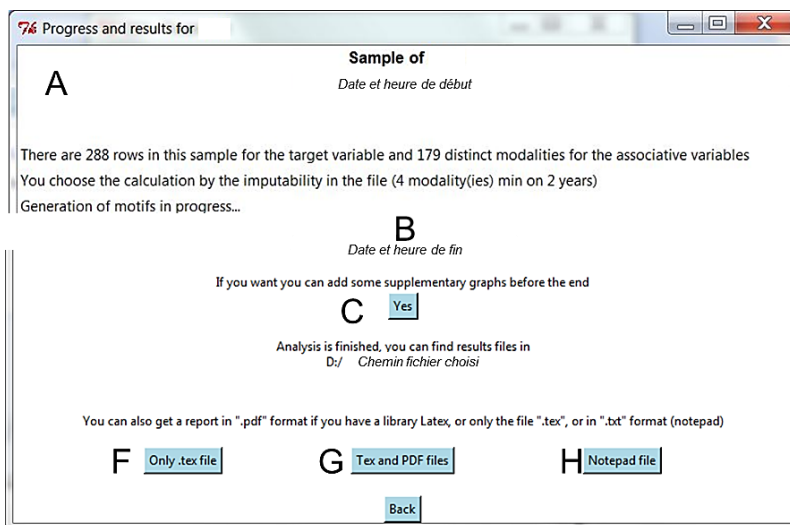 Progress and results for
Sample of
A
Date et heure de début
There are 288 rows in this sample for the target variable and 179 distinct modalities for the associative variables
You choose the calculation by the imputability in the file (4 modality(ies) min on 2 years)
Generation of motifs in progress...
B
Date et heure de fin
If you want you can add some supplementary graphs before the end
C Yes
Analysis is finished, you can find results files in
D:/ Chemin fichier choisi
You can also get a report in ".pdf" format if you have a library Latex, or only the file ".tex", or in ".txt" format (notepad)
F Only .tex file G Tex and PDF files H Notepad file
Back